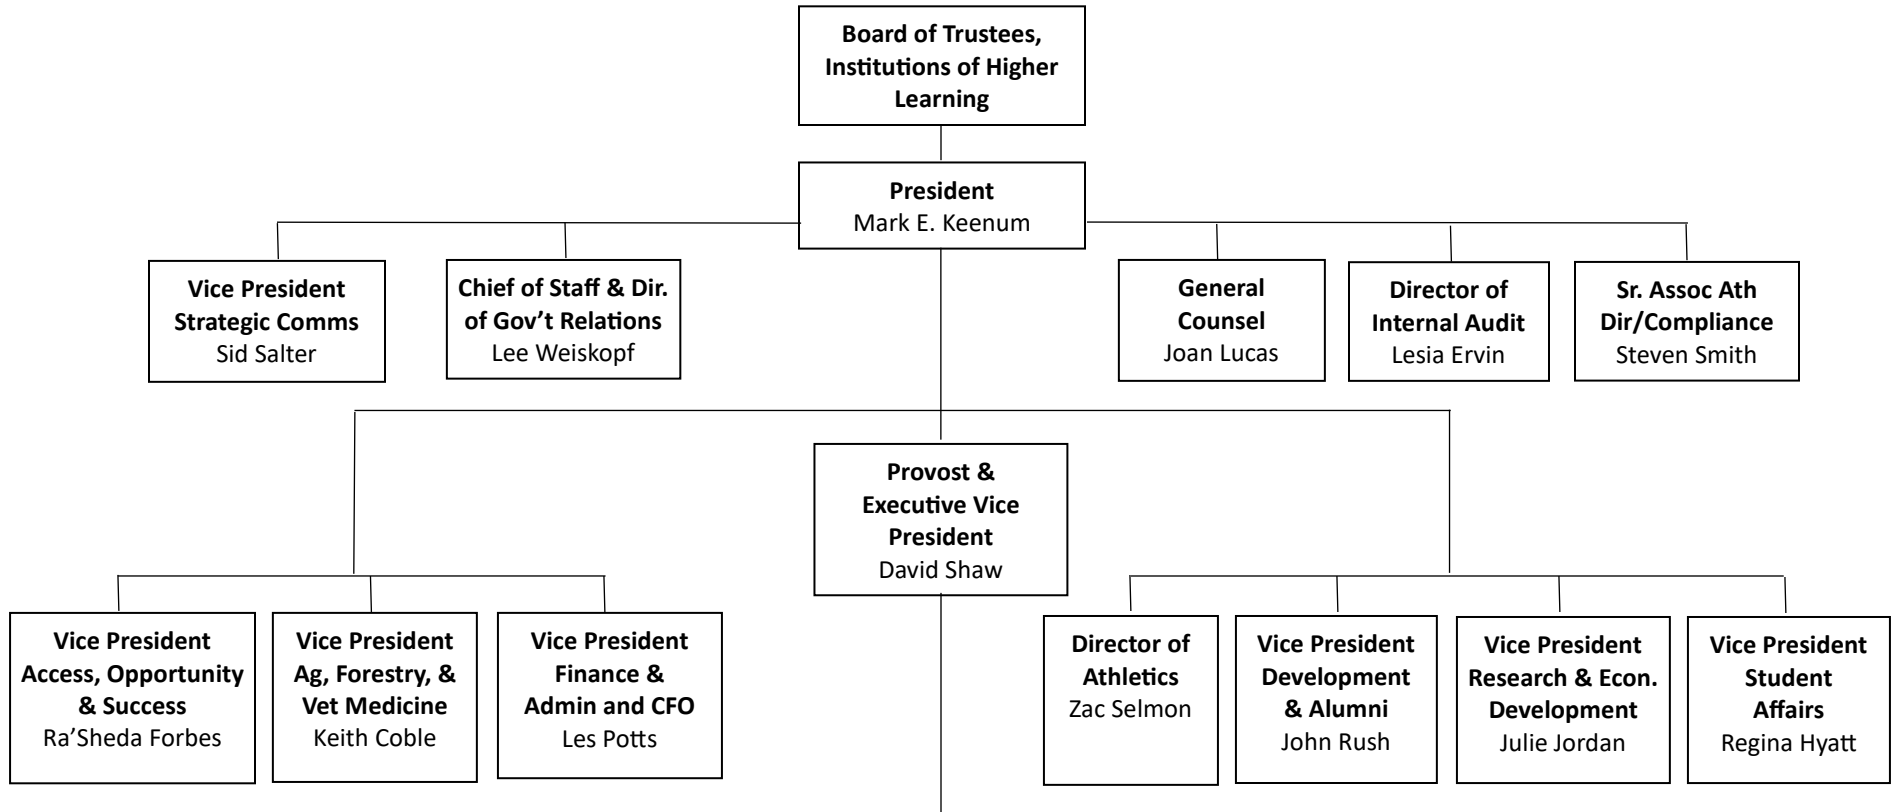 Board of Trustees,
Institutions of Higher
Learning
President
Mark E. Keenum
Vice President
Strategic Comms
Sid Salter
Chief of Staff & Dir.
of Gov’t Relations
Lee Weiskopf
General
Counsel
Joan Lucas
Director of
Internal Audit
Lesia Ervin
Sr. Assoc Ath
Dir/Compliance
Steven Smith
Provost &
Executive Vice
President
David Shaw
Vice President
Access, Opportunity
& Success
Ra’Sheda Forbes
Vice President
Ag, Forestry, &
Vet Medicine
Keith Coble
Vice President
Finance &
Admin and CFO
Les Potts
Director of
Athletics
Zac Selmon
Vice President
Development
& Alumni
John Rush
Vice President
Research & Econ.
Development
Julie Jordan
Vice President
Student
Affairs
Regina Hyatt